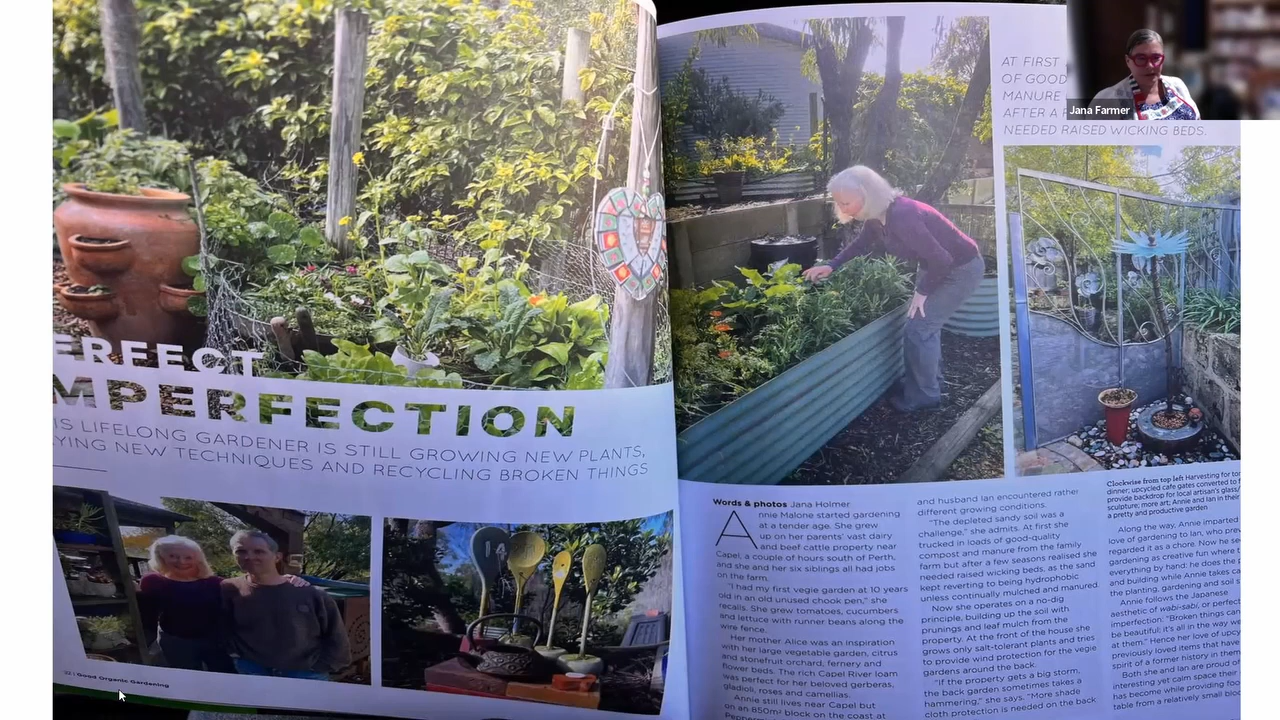 ERFECT
MPERFECTION
IS LIFELONG GARDENER IS STILL GROWING NEW PLANTS,
YING NEW TECHNIQUES AND RECYCLING BROKEN THINGS
Good Organic Gardening
AT FIRST
OF GOOD
MANURE
AFTER A
NEEDED RAISED WICKING BEDS.
Jana Farmer
Words & photos Jana Holmer
Annie Malone started gardening
at a tender age. She grew
up on her parents' vast dairy
and beef cattle property near
Capel, a couple of hours south of Perth,
and she and her six siblings all had jobs
on the farm.
"I had my first vegie garden at 10 years
old in an old unused chook pen," she
recalls. She grew tomatoes, cucumbers
and lettuce with runner beans along the
wire fence.
Her mother Alice was an inspiration
with her large vegetable garden, citrus
and stonefruit orchard, fernery and
flower beds. The rich Capel River loam
was perfect for her beloved gerberas,
gladioli, roses and camellias.
Annie still lives near Capel but
on an 850m² block on the coast at
and husband Ian encountered rather
different growing conditions.
"The depleted sandy soil was a
challenge," she admits. At first she
trucked in loads of good-quality
compost and manure from the family
farm but after a few seasons realised she
needed raised wicking beds, as the sand
kept reverting to being hydrophobic
unless continually mulched and manured.
Now she operates on a no-dig
principle, building up the soil with
prunings and leaf mulch from the
property. At the front of the house she
grows only salt-tolerant plants and tries
to provide wind protection for the vegie
gardens around the back.
"If the property gets a big storm,
the back garden sometimes takes a
hammering," she says. "More shade
cloth protection is needed on the back
Clockwise from top left Harvesting for
dinner; upcycled cafe gates converted to
provide backdrop for local artisan's glass
sculpture; more art; Annie and Ian in their
a pretty and productive garden
Along the way, Annie imparted
love of gardening to Ian, who
regarded it as a chore. Now he
gardening as creative fun where
everything by hand: he does the
and building while Annie takes
the planting, gardening and soil
Annie follows the Japanese
aesthetic of wabi-sabi, or perfect
imperfection: "Broken things can
be beautiful; it's all in the way
at them." Hence her love of
previously loved items that have
spirit of a former history in them
Both she and Ian are proud of
interesting yet calm space their
has become while providing food
table from a relatively small